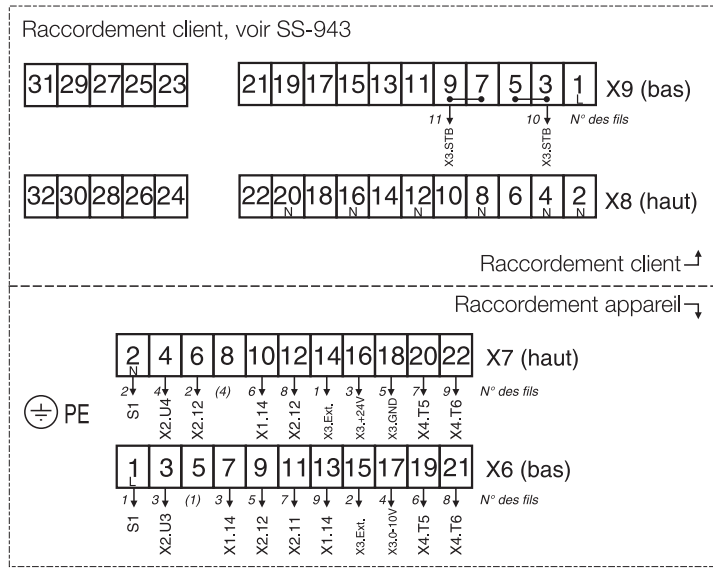 Raccordement client, voir SS-943
31 29 27 25 23 21 19 17 15 13 11 9 7 5 3 1 X9 (bas)
L
11 10 N° des fils
X3.STB X3.STB
32 30 28 26 24 22 20 18 16 14 12 10 8 6 4 2 X8 (haut)
N N N N N N
Raccordement client
Raccordement appareil
2 4 6 8 10 12 14 16 18 20 22 X7 (haut)
N
2 4 2 (4) 6 8 1 3 5 7 9 N° des fils
S1 X2.U4 X2.12 X1.14 X2.12 X3.Ext. X3.+24V X3.GND X4.T5 X4.T6
PE
1 3 5 7 9 11 13 15 17 19 21 X6 (bas)
L
1 3 (1) 3 5 7 9 2 4 6 8 N° des fils
S1 X2.U3 X1.14 X2.12 X2.11 X1.14 X3.Ext. X3.0-10V X4.T5 X4.T6